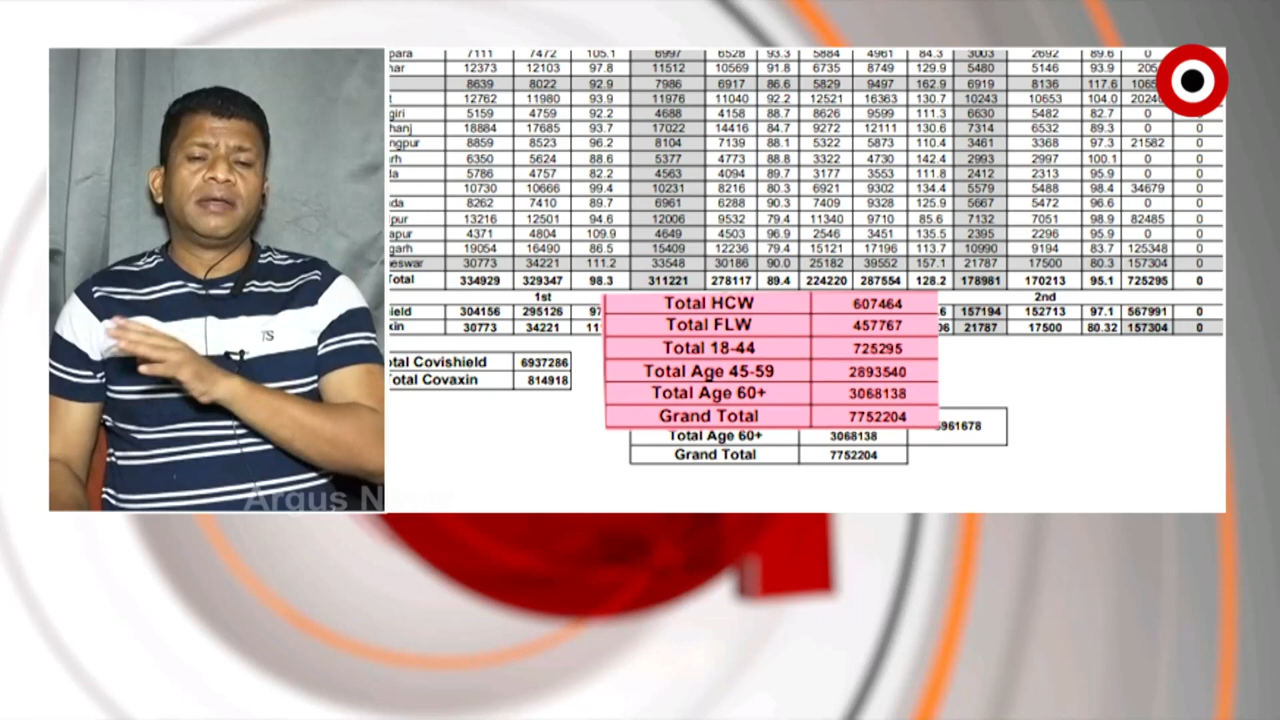 para 7111 7472 105.1 6997 6528 93.3 5884 4961 84.3 3003 2692 89.6 0
nar 12373 12103 97.8 11512 10569 91.8 6735 8749 129.9 5480 5146 93.9 205
8639 8022 92.9 7986 6917 86.6 5829 9497 162.9 6919 8136 117.6 1065
t 12762 11980 93.9 11976 11040 92.2 12521 16363 130.7 10243 10653 104.0 2024 0
giri 5159 4759 92.2 4688 4158 88.7 8626 9599 111.3 6630 5482 82.7 0 0
hanj 18884 17685 93.7 17022 14416 84.7 9272 12111 130.6 7314 6532 89.3 0 0
ngpur 8859 8523 96.2 8104 7139 88.1 5322 5873 110.4 3461 3368 97.3 21582 0
rh 6350 5624 88.6 5377 4773 88.8 3322 4730 142.4 2993 2997 100.1 0 0
la 5786 4757 82.2 4563 4094 89.7 3177 3553 111.8 2412 2313 95.9 0 0
10730 10666 99.4 10231 8216 80.3 6921 9302 134.4 5579 5488 98.4 34679 0
da 8262 7410 89.7 6961 6288 90.3 7409 9328 125.9 5667 5472 96.6 0 0
pur 13216 12501 94.6 12006 9532 79.4 11340 9710 85.6 7132 7051 98.9 82485 0
apur 4371 4804 109.9 4649 4503 96.9 2546 3451 135.5 2395 2296 95.9 0 0
garh 19054 16490 86.5 15409 12236 79.4 15121 17196 113.7 10990 9194 83.7 125348 0
eswar 30773 34221 111.2 33548 30186 90.0 25182 39552 157.1 21787 17500 80.3 157304 0
Total 334929 329347 98.3 311221 278117 89.4 224220 287554 128.2 178981 170213 95.1 725295 0
1st 2nd
ield 304156 295126 97 .6 157194 152713 97.1 567991 0
xin 30773 34221 11 06 21787 17500 80.32 157304 0
Total HCW 607464
Total FLW 457767
Total 18-44 725295
Total Age 45-59 2893540
Total Age 60+ 3068138
Grand Total 7752204
otal Covishield 6937286
Total Covaxin 814918
Total Age 60+ 3068138 961678
Grand Total 7752204
TS
Argus N